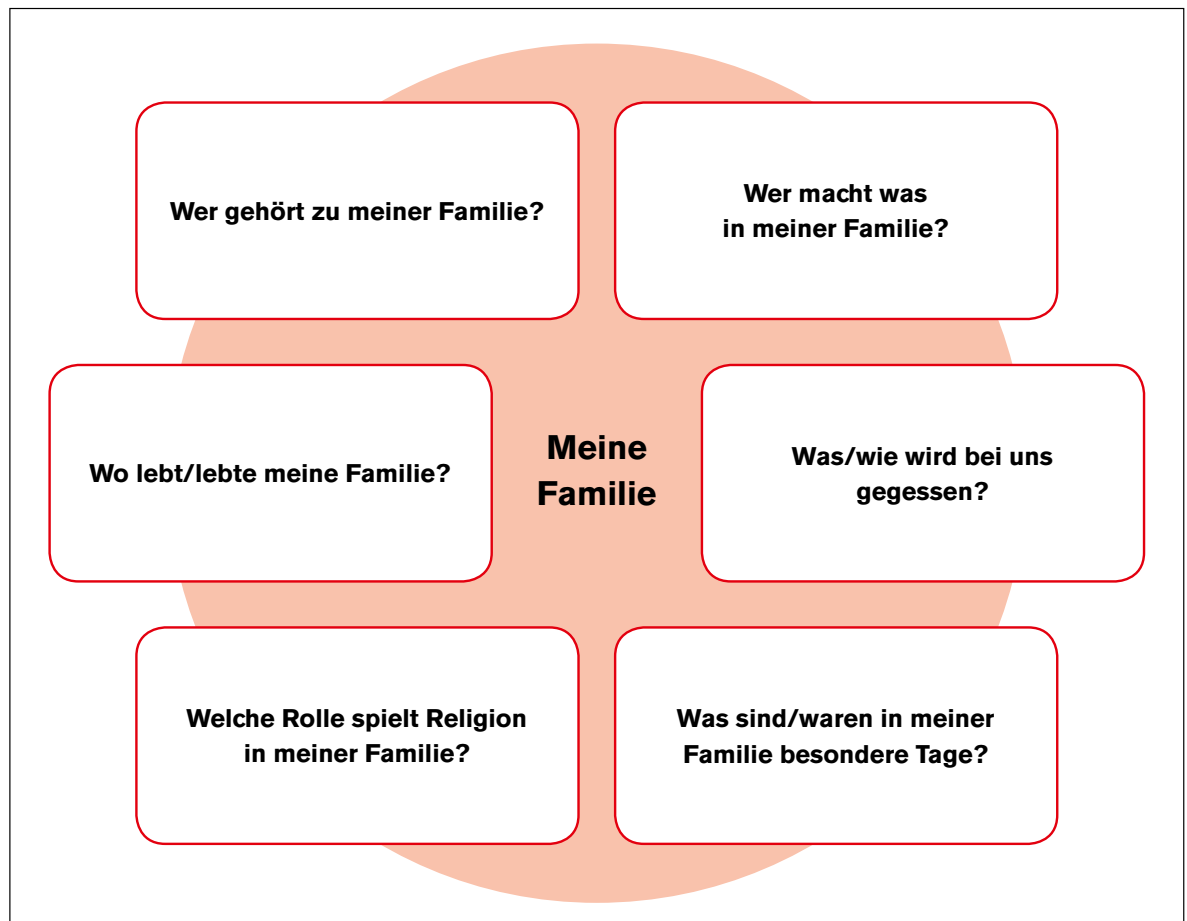 Wer gehört zu meiner Familie?
Wer macht was
in meiner Familie?
Wo lebt/lebte meine Familie?
Meine
Familie
Was/wie wird bei uns
gegessen?
Welche Rolle spielt Religion
in meiner Familie?
Was sind/waren in meiner
Familie besondere Tage?